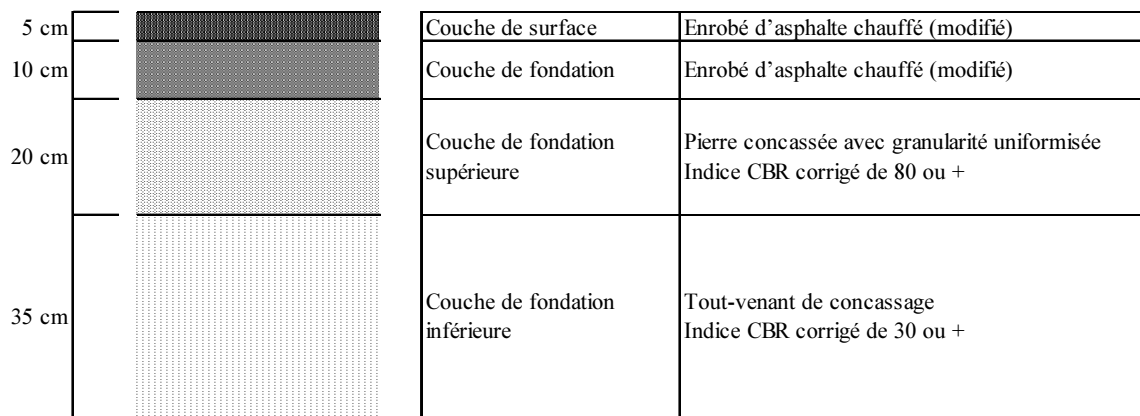 5 cm
Couche de surface
Enrobé d’asphalte chauffé (modifié)
10 cm
Couche de fondation
Enrobé d’asphalte chauffé (modifié)
20 cm
Couche de fondation
supérieure
Pierre concassée avec granularité uniformisée
Indice CBR corrigé de 80 ou +
35 cm
Couche de fondation
inférieure
Tout-venant de concassage
Indice CBR corrigé de 30 ou +